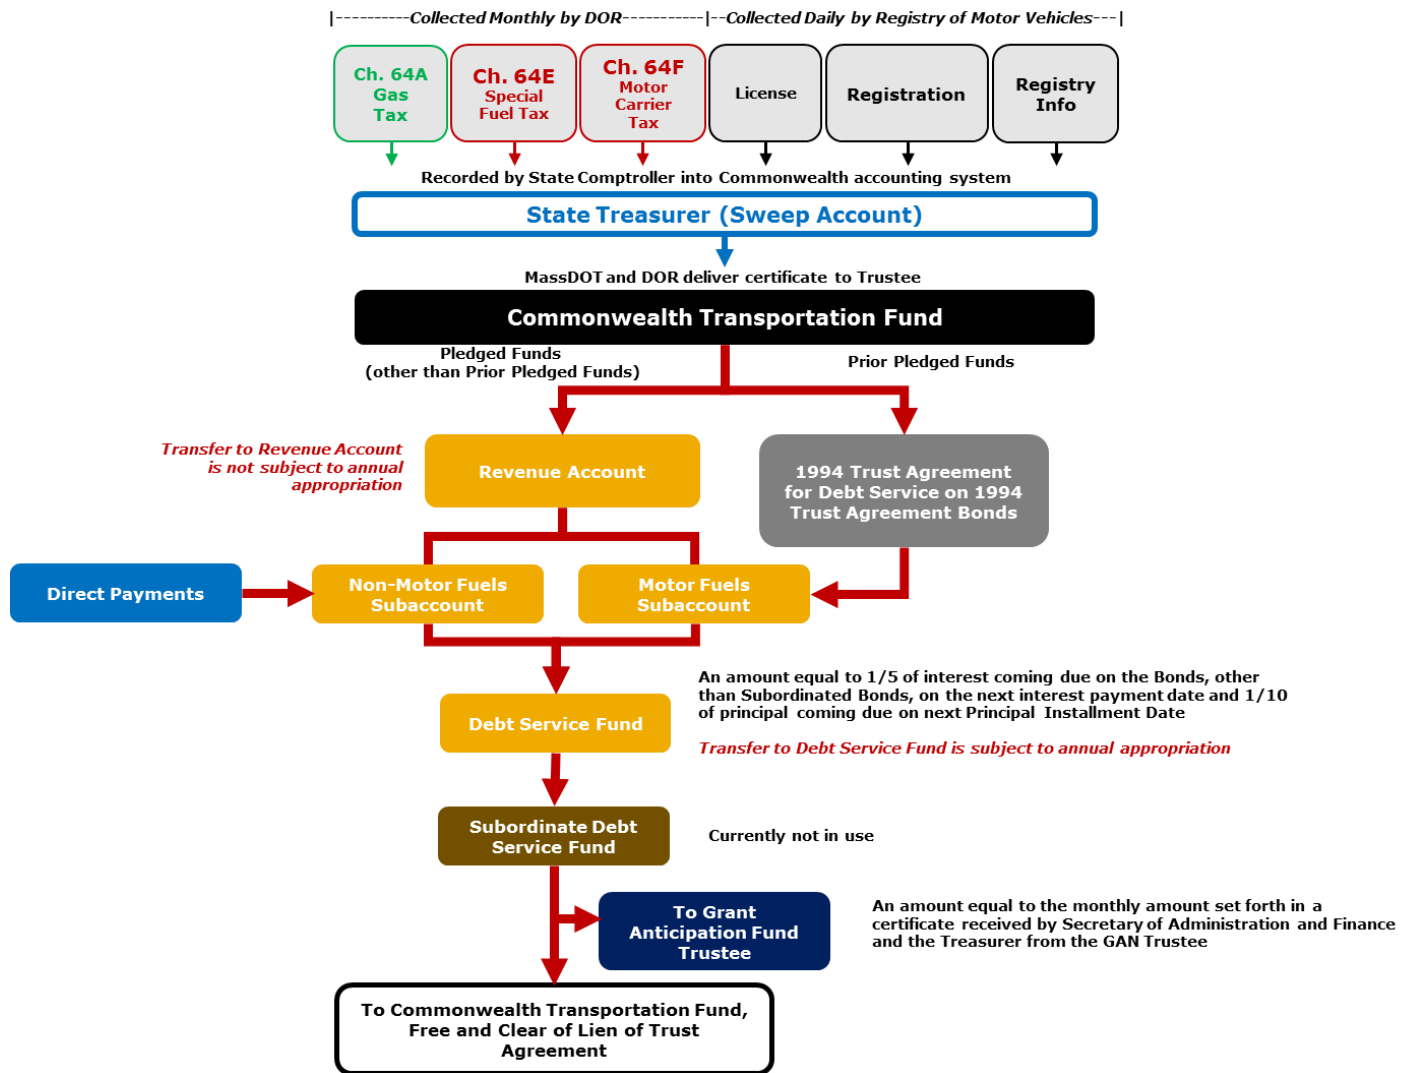 |----------Collected Monthly by DOR-----------|--Collected Daily by Registry of Motor Vehicles---|
Ch. 64A
Gas
Tax
Ch. 64E
Special
Fuel Tax
Ch. 64F
Motor
Carrier
Tax
License
Registration
Registry
Info
Recorded by State Comptroller into Commonwealth accounting system
State Treasurer (Sweep Account)
MassDOT and DOR deliver certificate to Trustee
Commonwealth Transportation Fund
Pledged Funds
(other than Prior Pledged Funds)
Prior Pledged Funds
Transfer to Revenue Account
is not subject to annual
appropriation
Revenue Account
1994 Trust Agreement
for Debt Service on 1994
Trust Agreement Bonds
Direct Payments
Non-Motor Fuels
Subaccount
Motor Fuels
Subaccount
An amount equal to 1/5 of interest coming due on the Bonds, other
than Subordinated Bonds, on the next interest payment date and 1/10
of principal coming due on next Principal Installment Date
Debt Service Fund
Transfer to Debt Service Fund is subject to annual appropriation
Subordinate Debt
Service Fund
Currently not in use
To Grant
Anticipation Fund
Trustee
An amount equal to the monthly amount set forth in a
certificate received by Secretary of Administration and Finance
and the Treasurer from the GAN Trustee
To Commonwealth Transportation Fund,
Free and Clear of Lien of Trust
Agreement